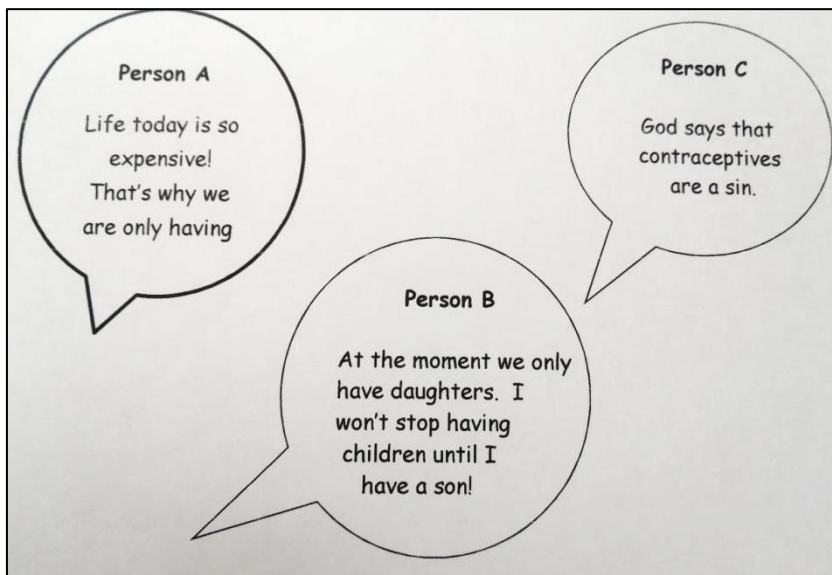 Person A
Life today is so
expensive!
That's why we
are only having
Person C
God says that
contraceptives
are a sin.
Person B
At the moment we only
have daughters. I
won't stop having
children until I
have a son!